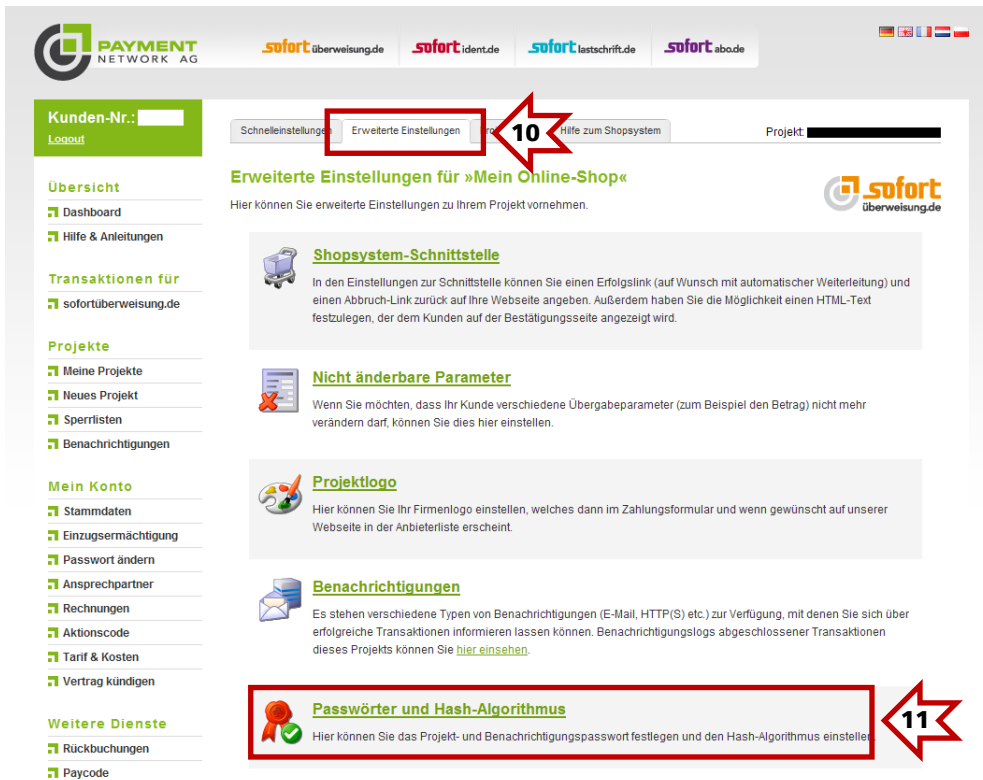 PAYMENT
NETWORK AG
sofort überweisung.de
sofort ident.de
sofort lastschrift.de
sofort abo.de
Kunden-Nr.:
Logout
Schnelleinstellungen
Erweiterte Einstellungen
10
Hilfe zum Shopsystem
Projekt:
Übersicht
Dashboard
Hilfe & Anleitungen
Transaktionen für
sofortüberweisung.de
Projekte
Meine Projekte
Neues Projekt
Sperrlisten
Benachrichtigungen
Mein Konto
Stammdaten
Einzugsermächtigung
Passwort ändern
Ansprechpartner
Rechnungen
Aktionscode
Tarif & Kosten
Vertrag kündigen
Weitere Dienste
Rückbuchungen
Paycode
Erweiterte Einstellungen für »Mein Online-Shop«
Hier können Sie erweiterte Einstellungen zu Ihrem Projekt vornehmen.
sofort
überweisung.de
Shopsystem-Schnittstelle
In den Einstellungen zur Schnittstelle können Sie einen Erfolgslink (auf Wunsch mit automatischer Weiterleitung) und
einen Abbruch-Link zurück auf Ihre Webseite angeben. Außerdem haben Sie die Möglichkeit einen HTML-Text
festzulegen, der dem Kunden auf der Bestätigungsseite angezeigt wird.
Nicht änderbare Parameter
Wenn Sie möchten, dass Ihr Kunde verschiedene Übergabeparameter (zum Beispiel den Betrag) nicht mehr
verändern darf, können Sie dies hier einstellen.
Projektlogo
Hier können Sie Ihr Firmenlogo einstellen, welches dann im Zahlungsformular und wenn gewünscht auf unserer
Webseite in der Anbieterliste erscheint.
Benachrichtigungen
Es stehen verschiedene Typen von Benachrichtigungen (E-Mail, HTTP(S) etc.) zur Verfügung, mit denen Sie sich über
erfolgreiche Transaktionen informieren lassen können. Benachrichtigungslogs abgeschlossener Transaktionen
dieses Projekts können Sie hier einsehen.
Passwörter und Hash-Algorithmus
Hier können Sie das Projekt- und Benachrichtigungspasswort festlegen und den Hash-Algorithmus einstellen.
11